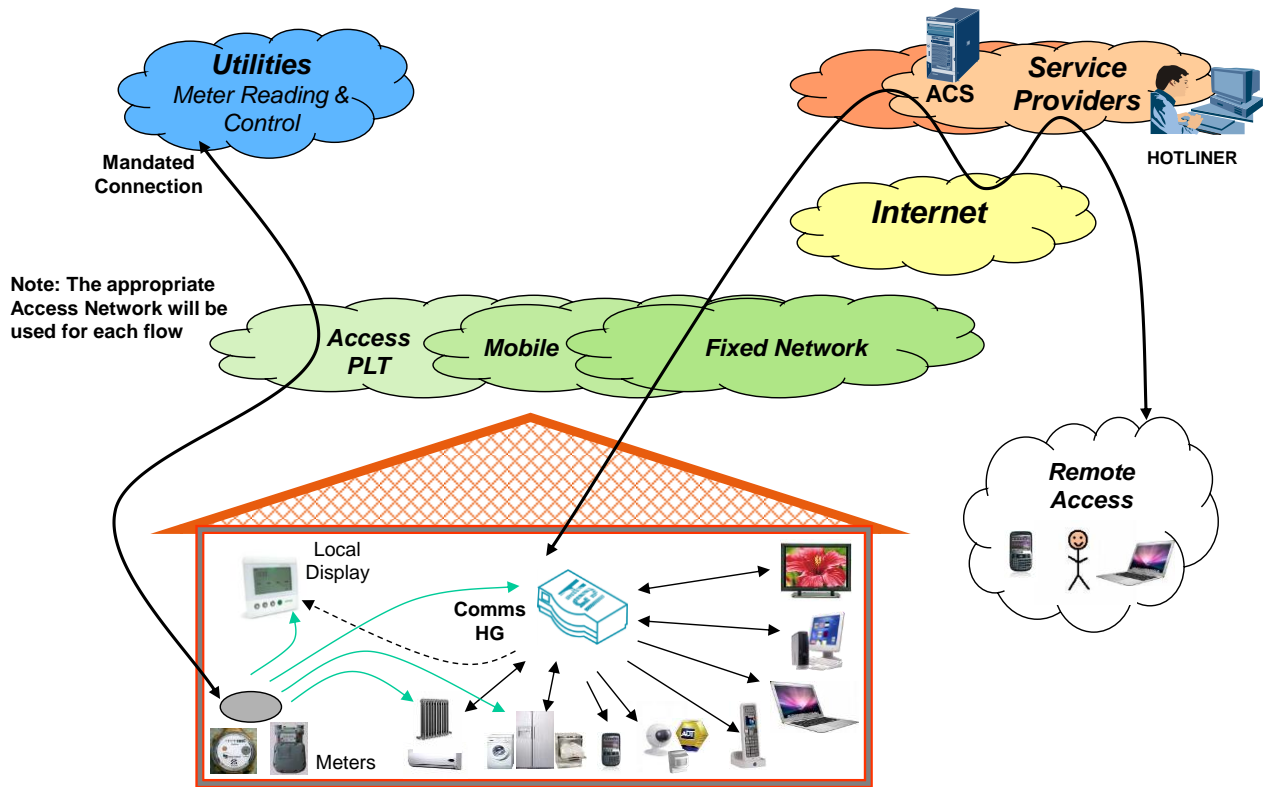 Utilities
Meter Reading &
Control
Mandated
Connection
ACS
Service
Providers
HOTLINER
Internet
Note: The appropriate
Access Network will be
used for each flow
Access
PLT
Mobile
Fixed Network
Remote
Access
Local
Display
Comms
HG
HGI
Meters